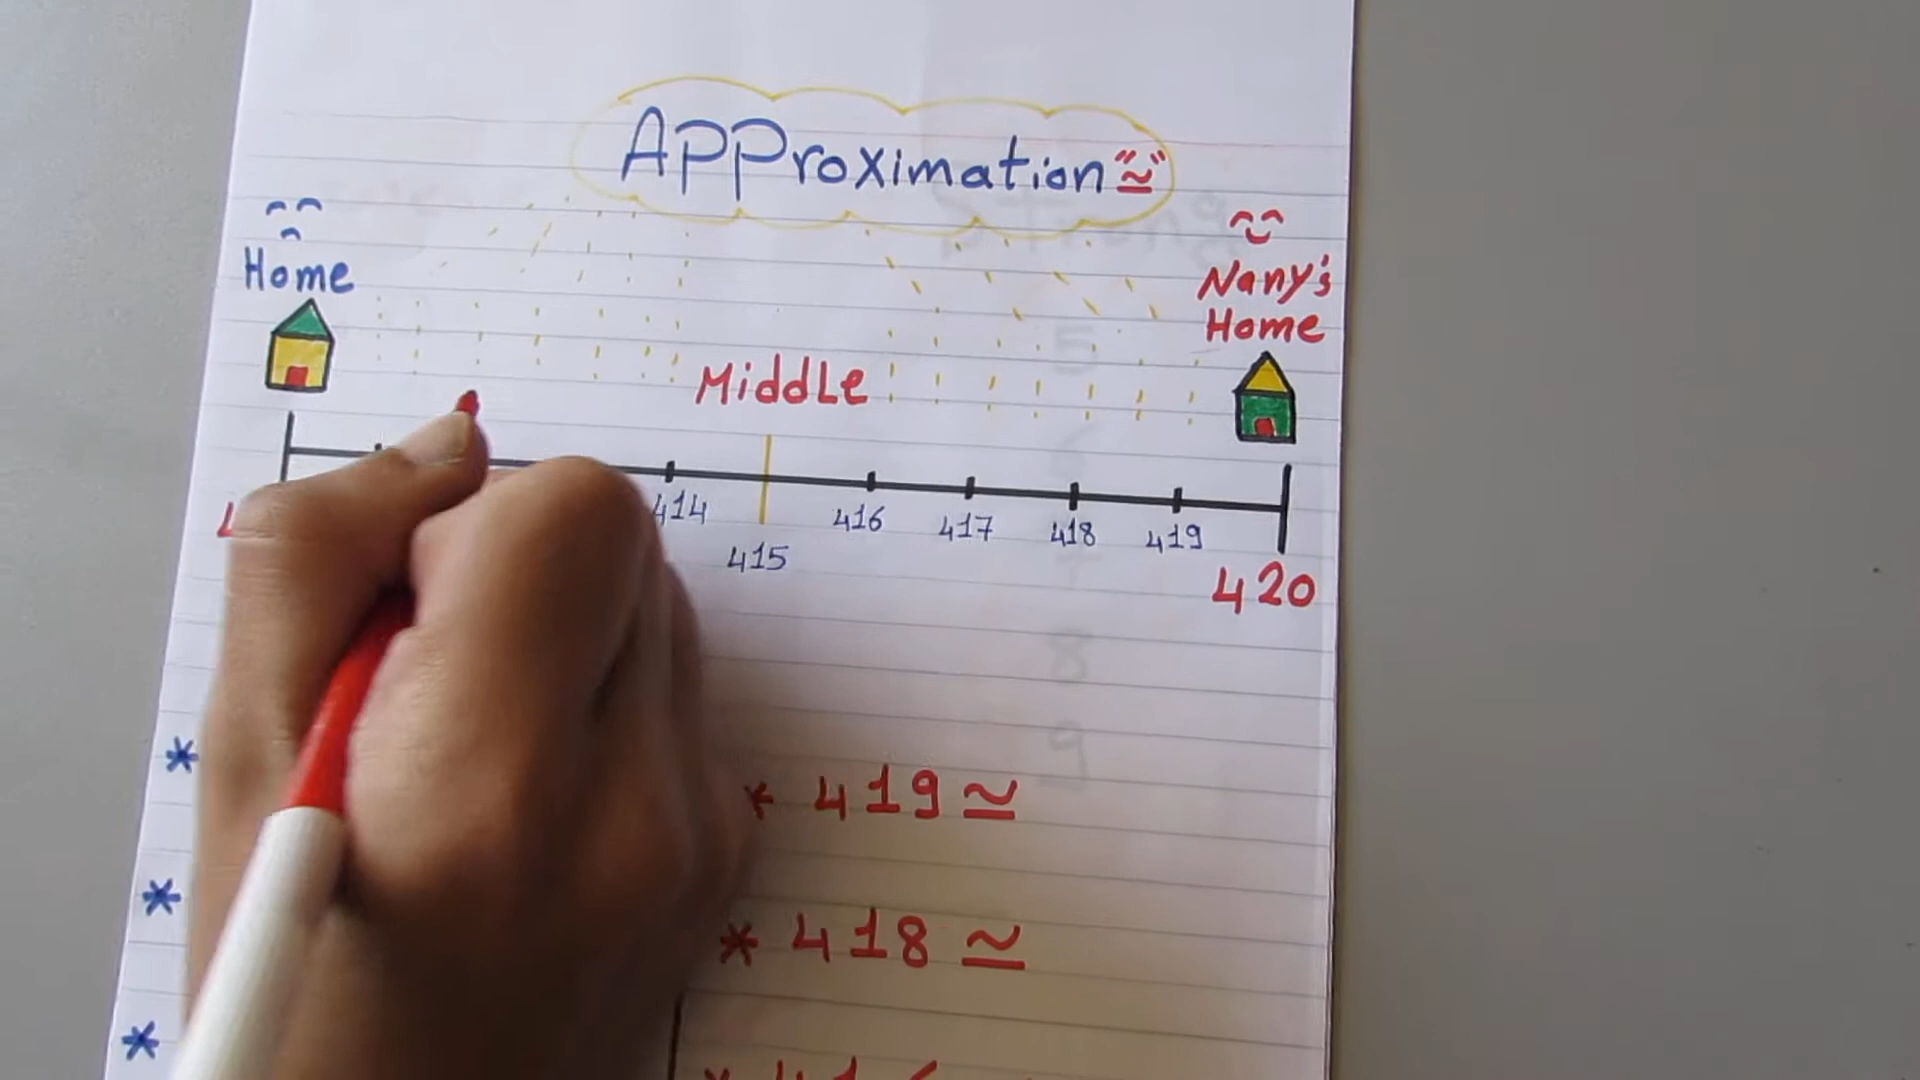 APProximation "≃"
Home
Nany's
Home
Middle
414
415
416
417
418
419
420
* 419 ≃
* 418 ≃